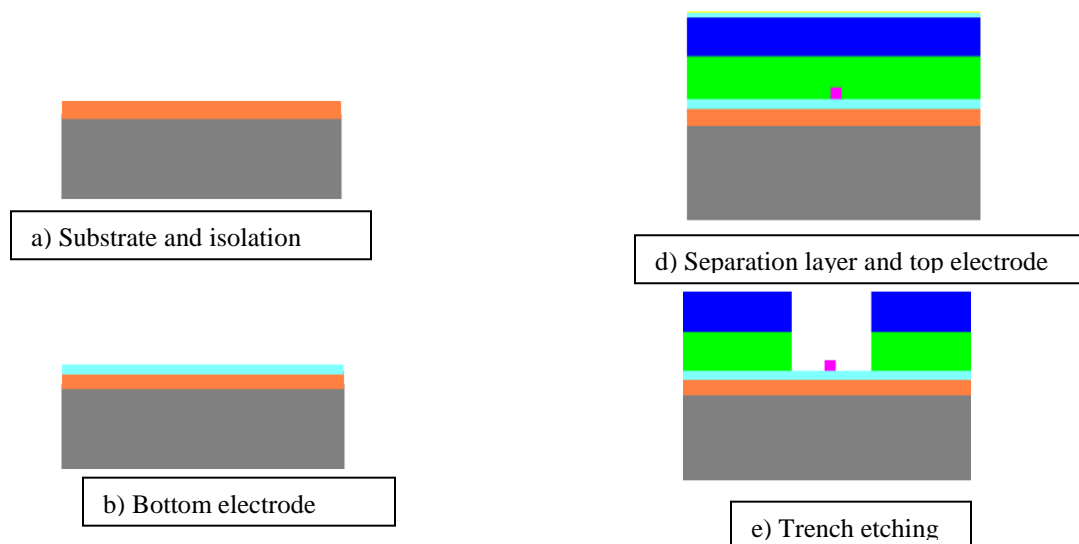 a) Substrate and isolation
b) Bottom electrode
d) Separation layer and top electrode
e) Trench etching